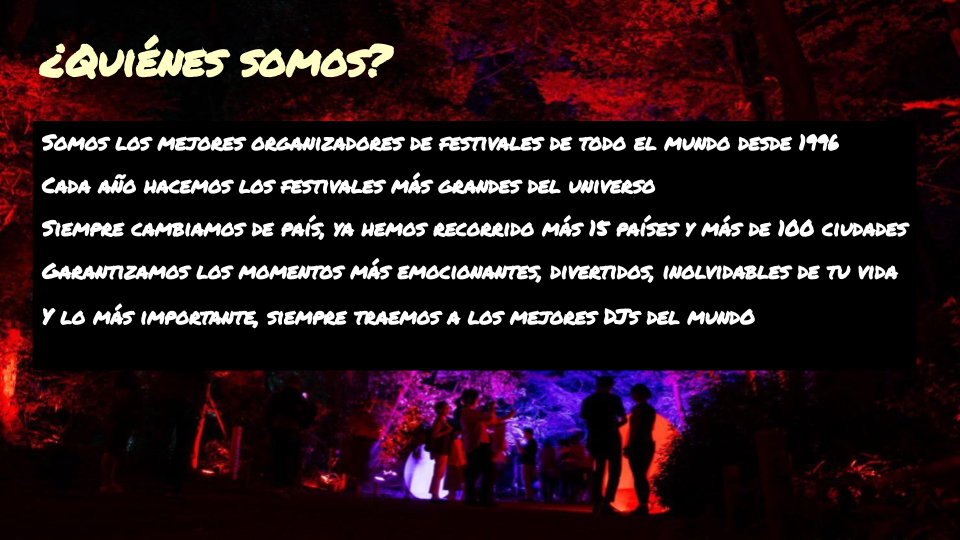 ¿Quiénes somos?
Somos los mejores organizadores de festivales de todo el mundo desde 1996
Cada año hacemos los festivales más grandes del universo
Siempre cambiamos de país, ya hemos recorrido más 15 países y más de 100 ciudades
Garantizamos los momentos más emocionantes, divertidos, inolvidables de tu vida
Y lo más importante, siempre traemos a los mejores DJs del mundO